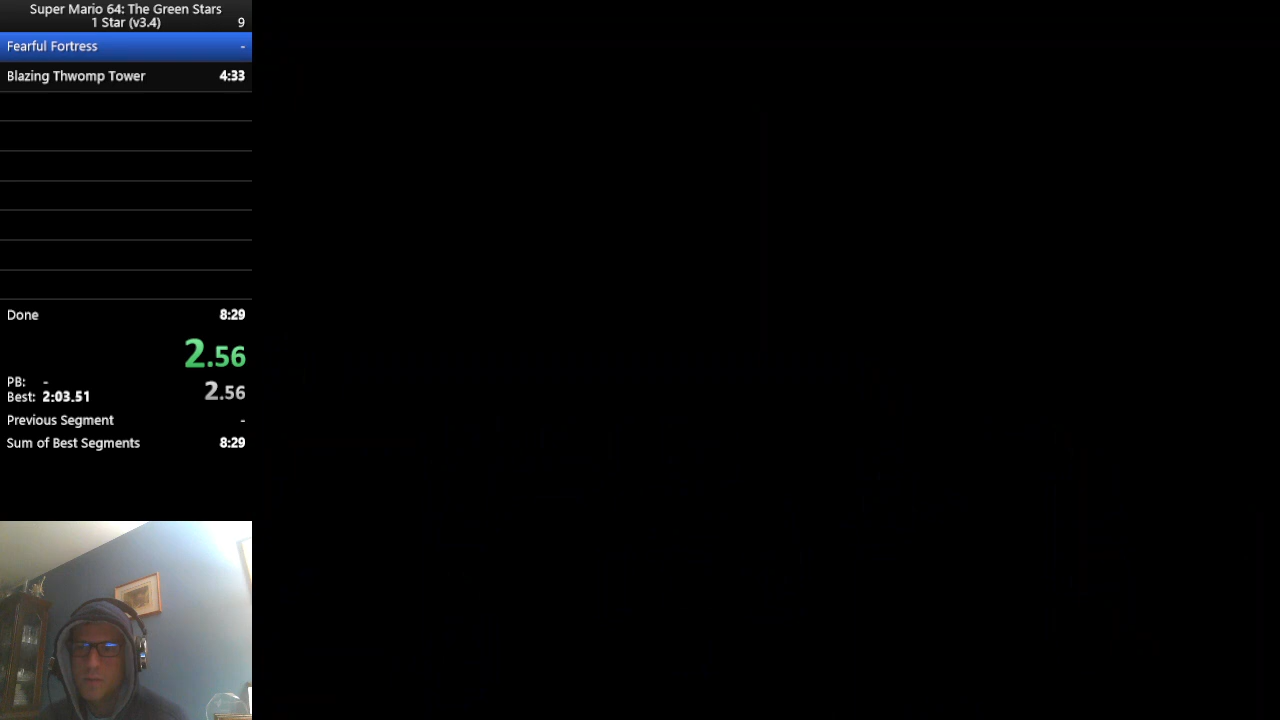 Super Mario 64: The Green Stars
1 Star (v3.4) 9
Fearful Fortress -
Blazing Thwomp Tower 4:33
Done 8:29
2.56
PB: -
Best: 2:03.51 2.56
Previous Segment -
Sum of Best Segments 8:29